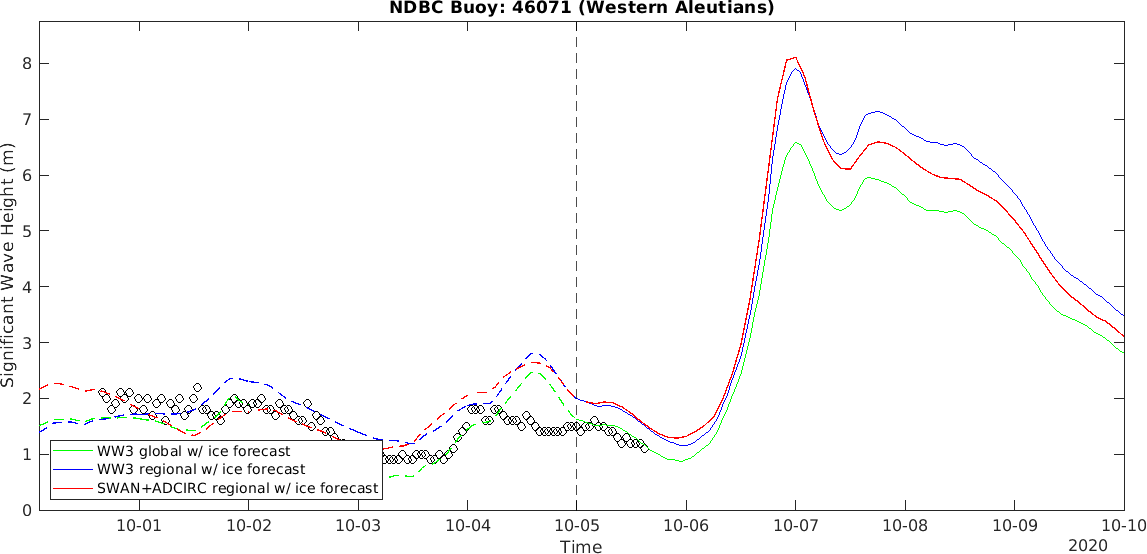 NDBC Buoy: 46071 (Western Aleutians)
Significant Wave Height (m)
8
7
6
5
4
3
2
1
0
WW3 global w/ ice forecast
WW3 regional w/ ice forecast
SWAN+ADCIRC regional w/ ice forecast
10-01 10-02 10-03 10-04 10-05 10-06 10-07 10-08 10-09 10-10
Time
2020